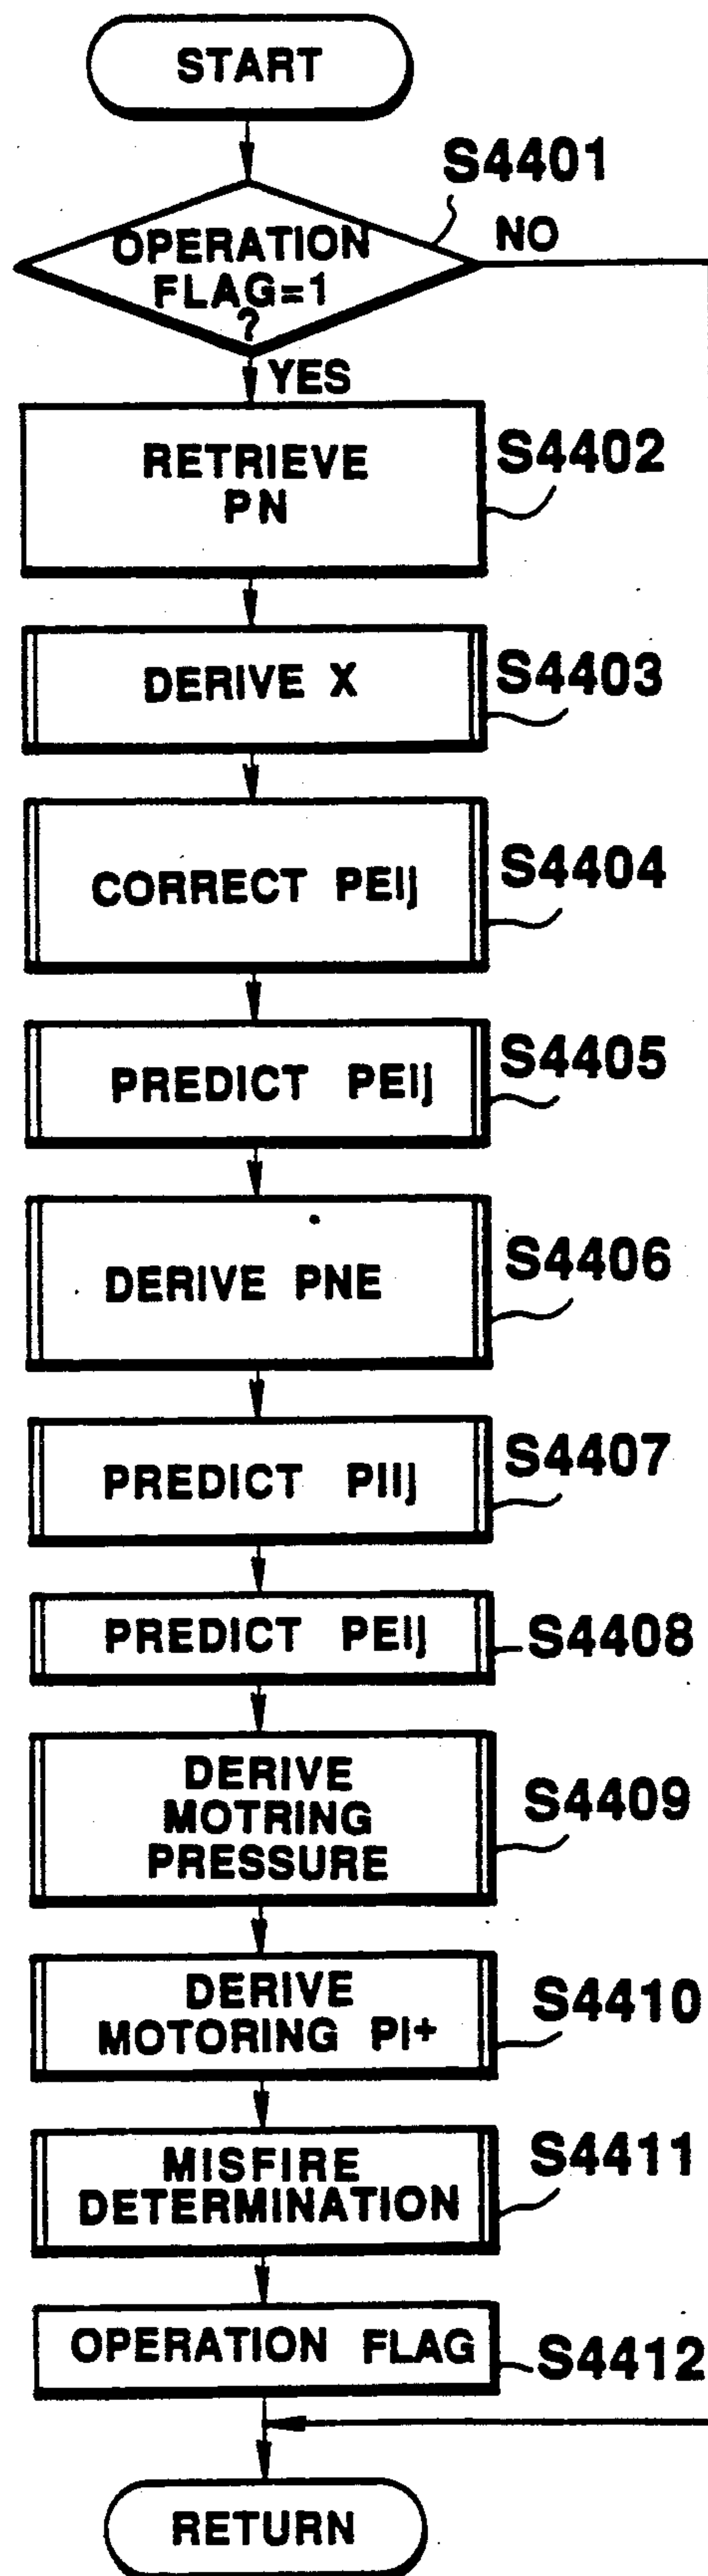 START
S4401
OPERATION
FLAG=1
?
NO
YES
RETRIEVE
PN
S4402
DERIVE X
S4403
CORRECT PEIj
S4404
PREDICT PEIj
S4405
DERIVE PNE
S4406
PREDICT PIIj
S4407
PREDICT PEIj
S4408
DERIVE
MOTRING
PRESSURE
S4409
DERIVE
MOTORING PI+
S4410
MISFIRE
DETERMINATION
S4411
OPERATION FLAG
S4412
RETURN